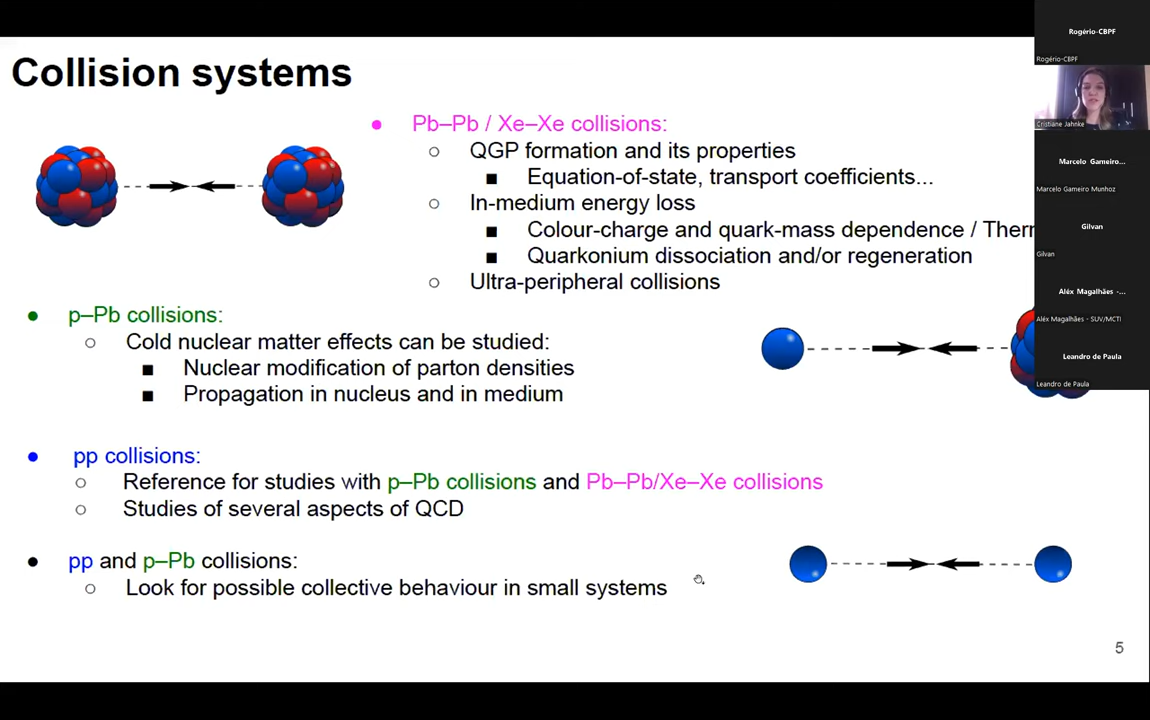 Collision systems
Pb–Pb / Xe–Xe collisions:
QGP formation and its properties
Equation-of-state, transport coefficients...
In-medium energy loss
Colour-charge and quark-mass dependence /
Quarkonium dissociation and/or regeneration
Ultra-peripheral collisions
p–Pb collisions:
Cold nuclear matter effects can be studied:
Nuclear modification of parton densities
Propagation in nucleus and in medium
pp collisions:
Reference for studies with p–Pb collisions and Pb–Pb/Xe–Xe collisions
Studies of several aspects of QCD
pp and p–Pb collisions:
Look for possible collective behaviour in small systems
5
Rogério-CBPF
Rogério-CBPF
Cristiane Jahnke
Marcelo Gameiro...
Marcelo Gameiro Munhoz
Gilvan
Gilvan
Aléx Magalhães -...
Aléx Magalhães - SUV/MCTI
Leandro de Paula
Leandro de Paula